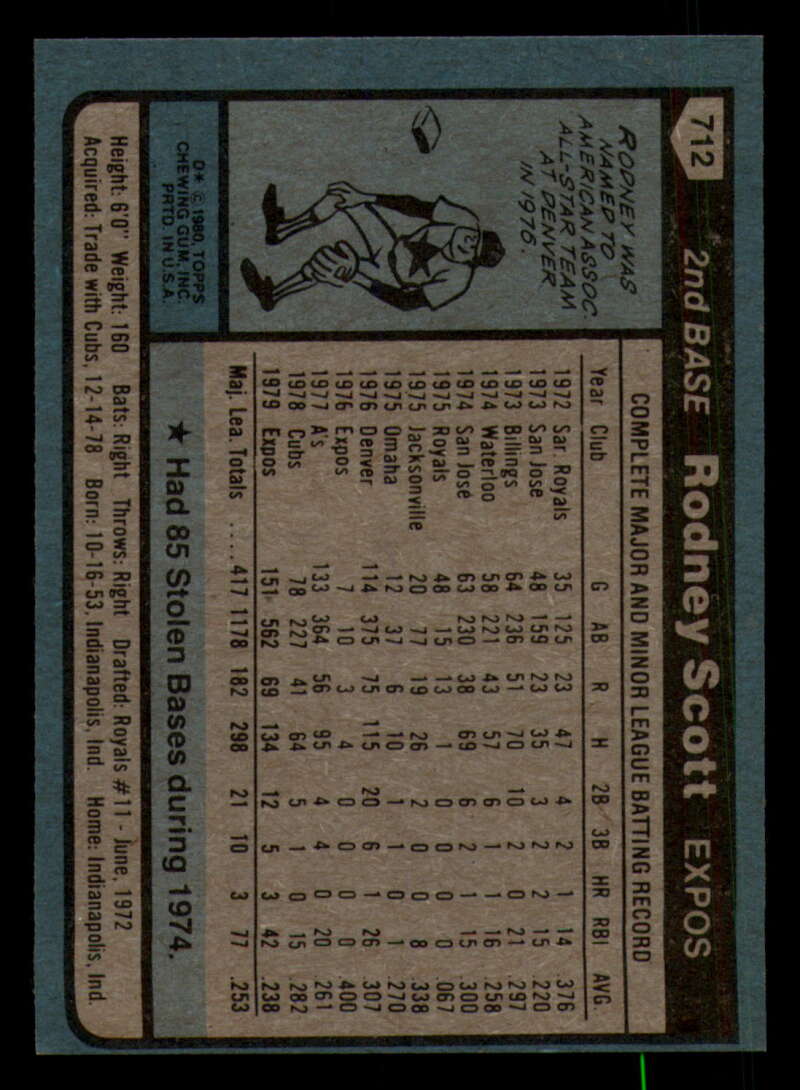 712 2nd BASE Rodney Scott EXPOS
RODNEY WAS
NAMED TO
AMERICAN ASSOC.
ALL-STAR TEAM
AT DENVER
IN 1976.
D* © 1980, TOPPS
CHEWING GUM, INC.
PRTD. IN U.S.A.
COMPLETE MAJOR AND MINOR LEAGUE BATTING RECORD
Year Club G AB R H 2B 3B HR RBI AVG.
1972 Sar. Royals 35 125 23 47 4 2 1 14 .376
1973 San Jose 48 159 23 35 3 2 2 15 .220
1973 Billings 64 236 51 70 10 2 0 21 .297
1974 Waterloo 58 221 43 57 6 1 1 16 .258
1974 San Jose 63 230 38 69 6 2 1 15 .300
1975 Royals 48 15 13 1 0 0 0 0 .067
1975 Jacksonville 20 77 19 26 2 0 0 8 .338
1975 Omaha 12 37 6 10 1 1 0 1 .270
1976 Denver 114 375 75 115 20 6 1 26 .307
1976 Expos 7 10 3 4 0 0 0 0 .400
1977 A's 133 364 56 95 4 4 0 20 .261
1978 Cubs 78 227 41 64 5 1 0 15 .282
1979 Expos 151 562 69 134 12 5 3 42 .238
Maj. Lea. Totals ....417 1178 182 298 21 10 3 77 .253
★ Had 85 Stolen Bases during 1974.
Height: 6'0" Weight: 160 Bats: Right Throws: Right Drafted: Royals #11 - June, 1972
Acquired: Trade with Cubs, 12-14-78 Born: 10-16-53, Indianapolis, Ind. Home: Indianapolis, Ind.